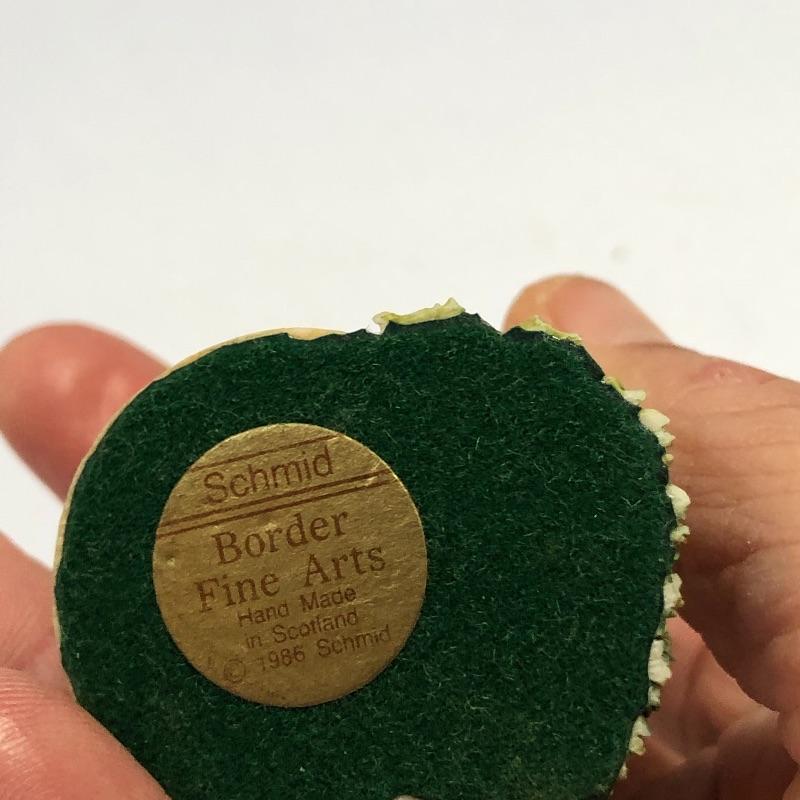 Schmid
Border
Fine Arts
Hand Made
in Scotland
© 1986 Schmid